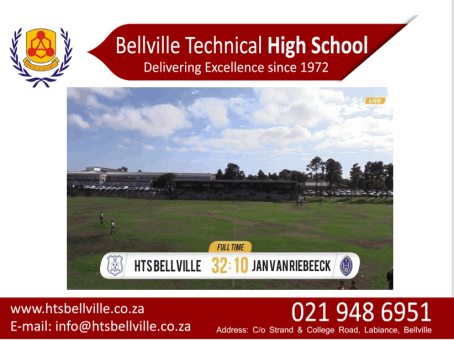 Bellville Technical High School
Delivering Excellence since 1972
LIVE
FULL TIME
HTS BELLVILLE 32:10 JAN VAN RIEBEECK
www.htsbellville.co.za
021 948 6951
E-mail: info@htsbellville.co.za
Address: C/o Strand & College Road, Labiance, Bellville